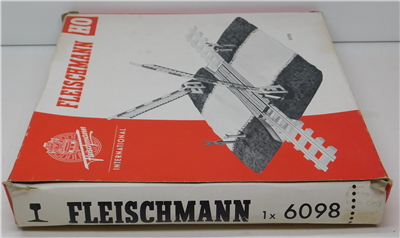 FLEISCHMANN HO
INTERNATIONAL
FLEISCHMANN 1x 6098